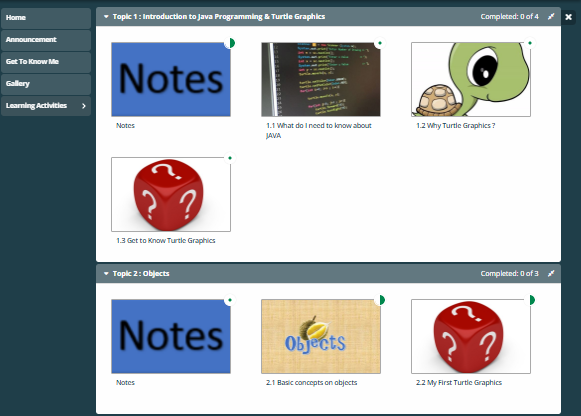 Home
Announcement
Get To Know Me
Gallery
Learning Activities
Topic 1 : Introduction to Java Programming & Turtle Graphics
Completed: 0 of 4
Notes
Notes
1.1 What do I need to know about
JAVA
1.2 Why Turtle Graphics ?
? ? ?
1.3 Get to Know Turtle Graphics
Topic 2 : Objects
Completed: 0 of 3
Notes
Objects
? ? ?
Notes
2.1 Basic concepts on objects
2.2 My First Turtle Graphics